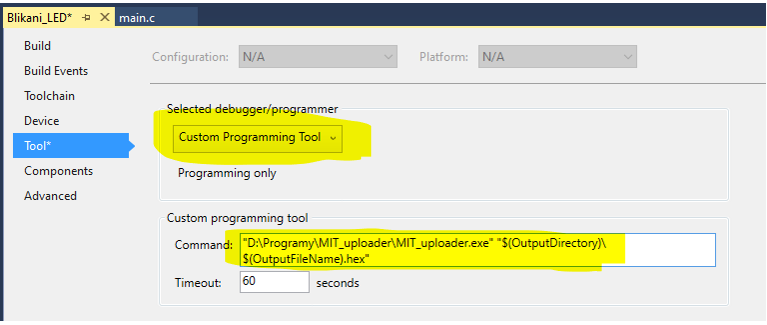 Blikani_LED* main.c
Build
Build Events
Toolchain
Device
Tool*
Components
Advanced
Configuration: N/A Platform: N/A
Selected debugger/programmer
Custom Programming Tool
Programming only
Custom programming tool
Command: "D:\Programy\MIT_uploader\MIT_uploader.exe" "$(OutputDirectory)\
$(OutputFileName).hex"
Timeout: 60 seconds